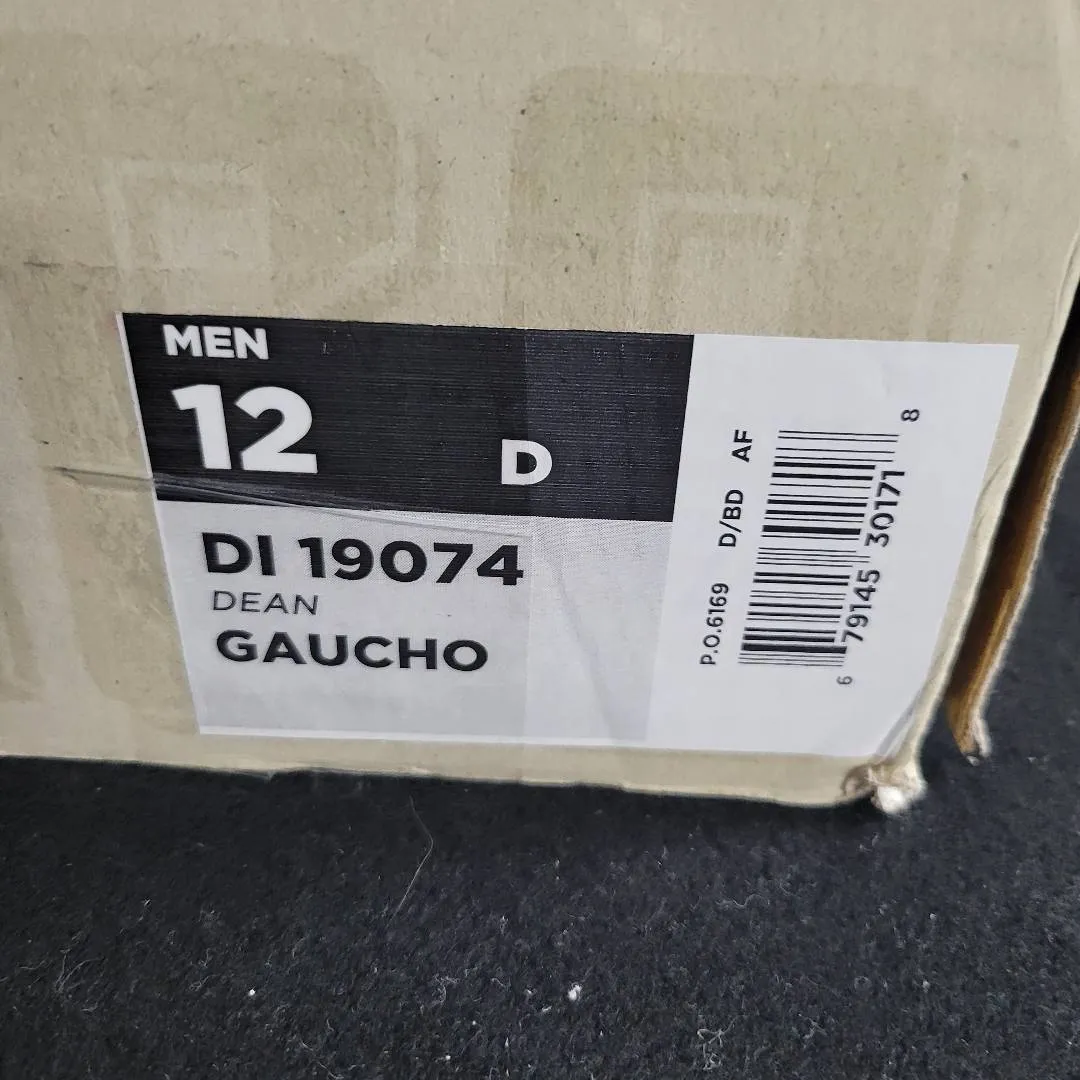 MEN
12 D
DI 19074
DEAN
GAUCHO
P.O.6169 D/BD AF
6 79145 30171 8